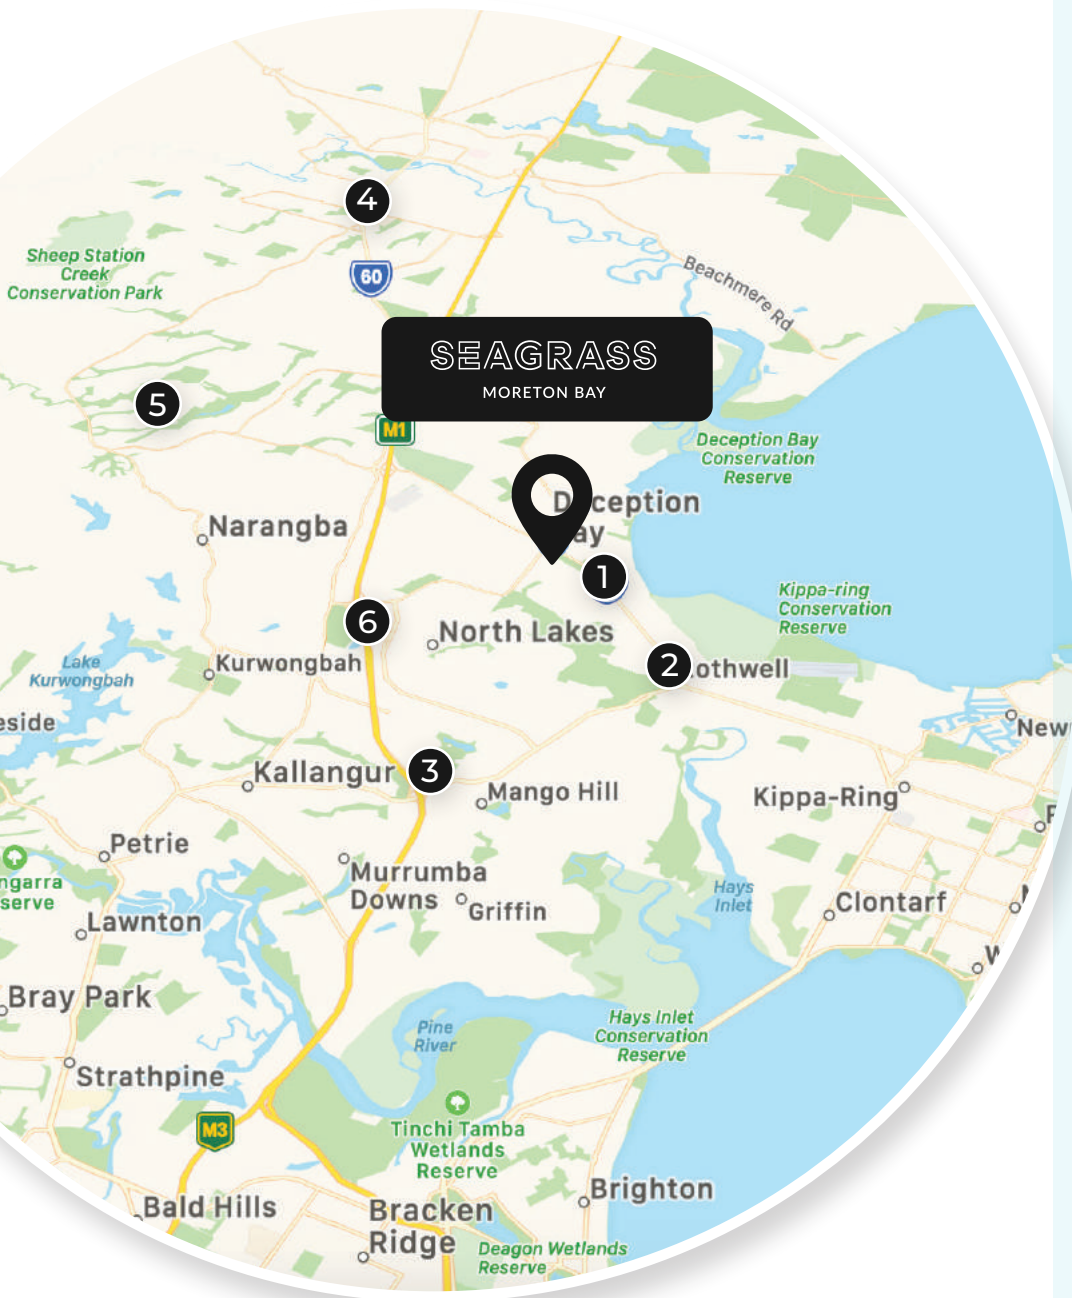 4
Sheep Station
Creek
Conservation Park
60
Beachmere Rd
SEAGRASS
MORETON BAY
5
M1
Deception Bay
Conservation
Reserve
Narangba
1
Kippa-ring
Conservation
Reserve
6
North Lakes
Lake
Kurwongbah
Kurwongbah
2
othwell
eside
New
Kallangur
3
Mango Hill
Kippa-Ring
Petrie
ngarra
serve
Murrumba
Downs
Griffin
Hays
Inlet
Clontarf
Lawnton
Bray Park
Pine
River
Hays Inlet
Conservation
Reserve
Strathpine
M3
Tinchi Tamba
Wetlands
Reserve
Bald Hills
Bracken
Ridge
Brighton
Deagon Wetlands
Reserve